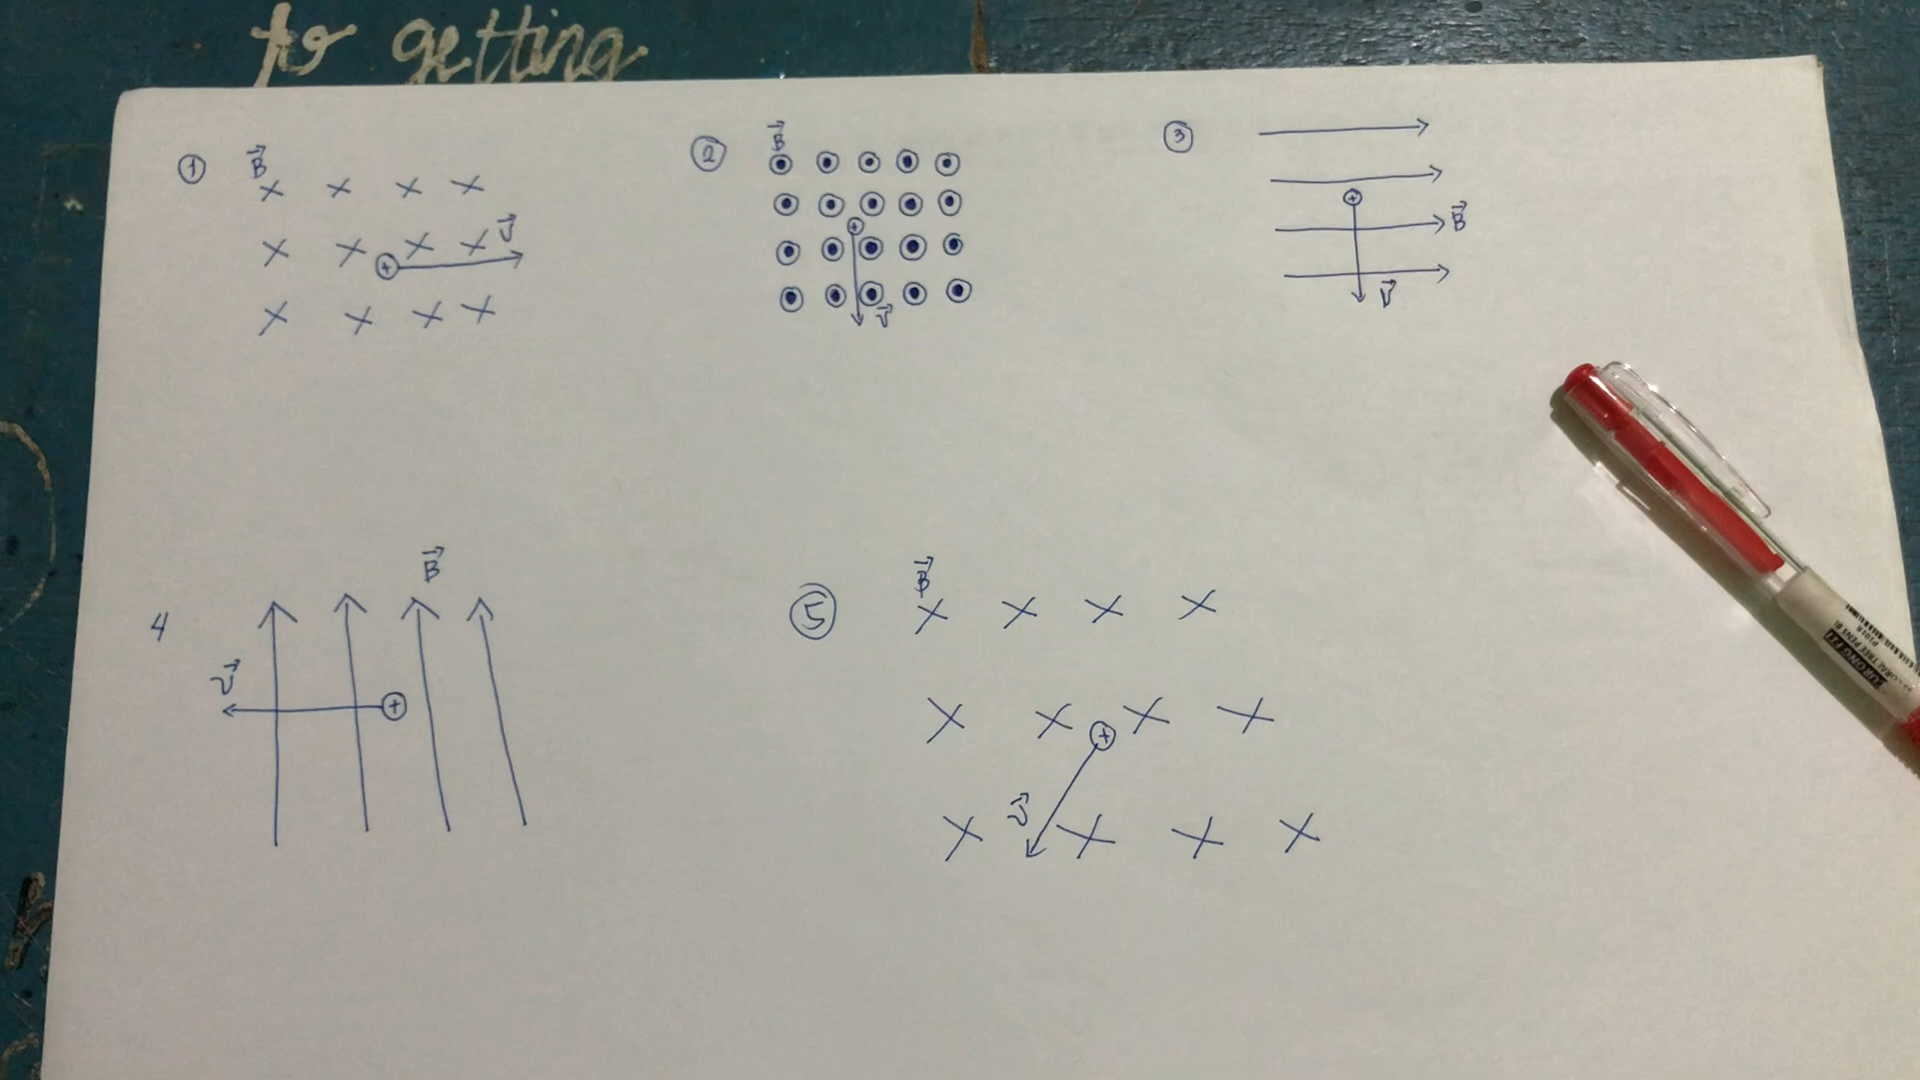 to getting
① B⃗
× × × ×
× × × × v⃗
+
× × × ×
② B⃗
+
v⃗
③
+
B⃗
v⃗
4 B⃗
v⃗ +
⑤ B⃗
× × × ×
× × × ×
+
v⃗
× × × ×